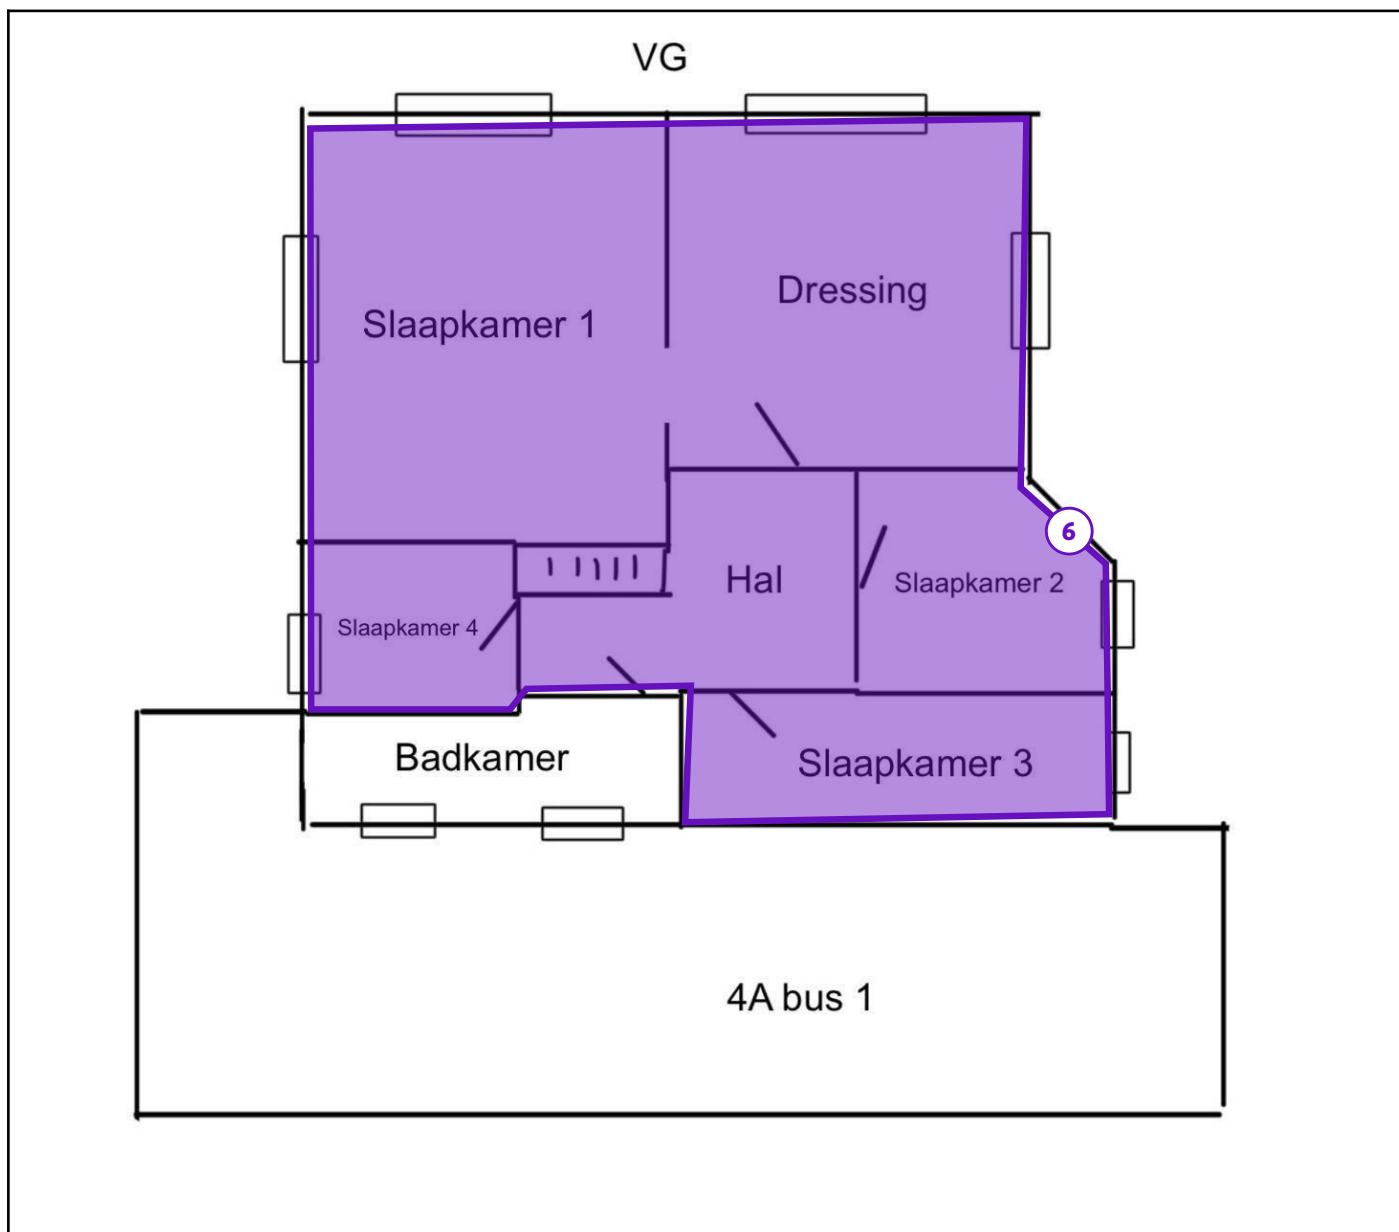 VG
Dressing
Slaapkamer 1
6
Hal
Slaapkamer 2
Slaapkamer 4
Badkamer
Slaapkamer 3
4A bus 1